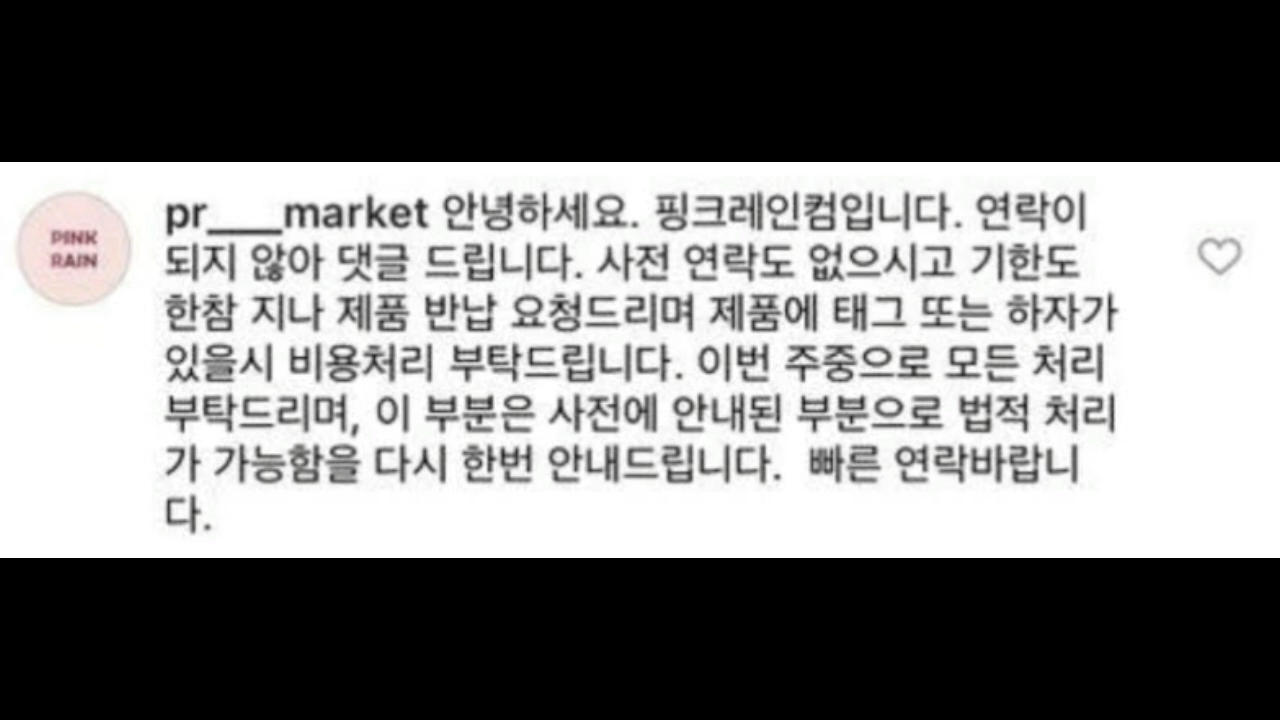 PINK
RAIN
pr___market 안녕하세요. 핑크레인컴입니다. 연락이
되지 않아 댓글 드립니다. 사전 연락도 없으시고 기한도
한참 지나 제품 반납 요청드리며 제품에 태그 또는 하자가
있을시 비용처리 부탁드립니다. 이번 주중으로 모든 처리
부탁드리며, 이 부분은 사전에 안내된 부분으로 법적 처리
가 가능함을 다시 한번 안내드립니다. 빠른 연락바랍니
다.